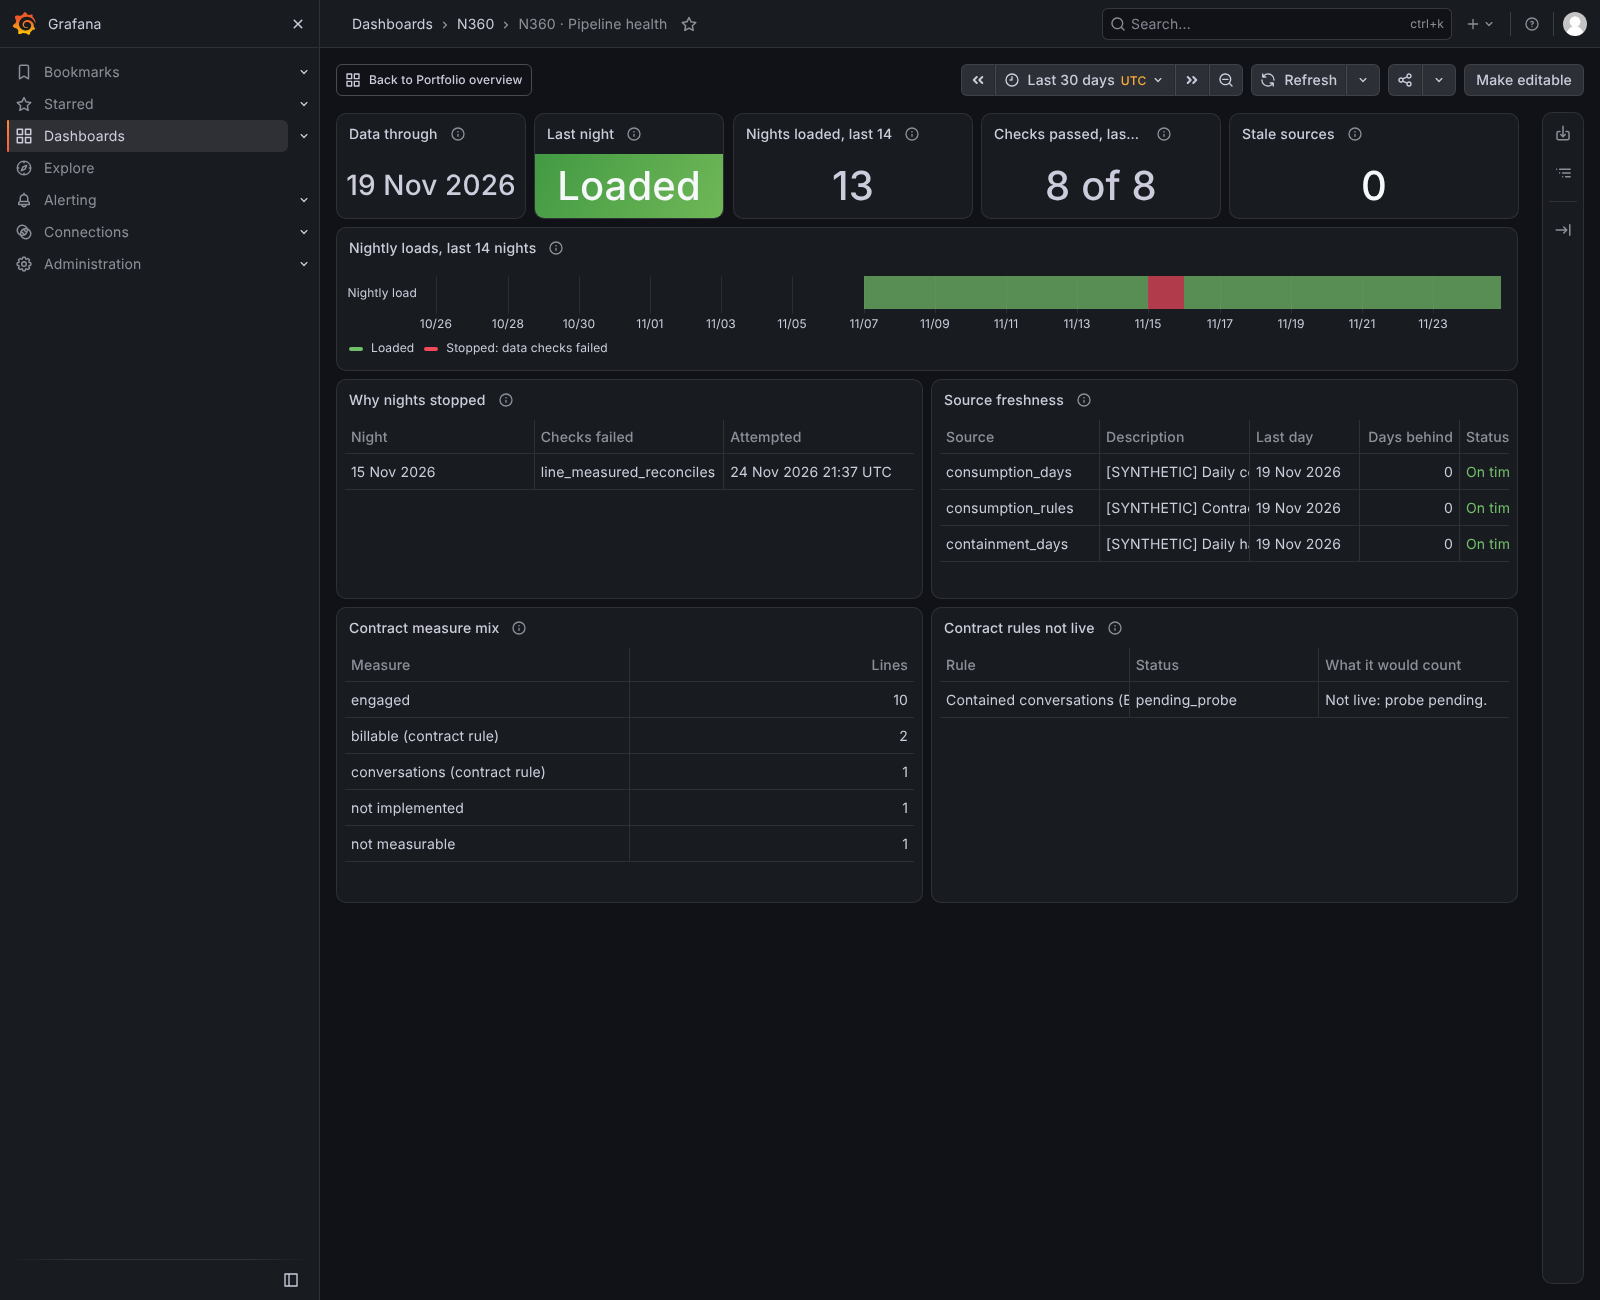 Grafana
Dashboards › N360 › N360 · Pipeline health
Search...
ctrl+k
Bookmarks
Starred
Dashboards
Explore
Alerting
Connections
Administration
Back to Portfolio overview
Last 30 days UTC
Refresh
Make editable
Data through
19 Nov 2026
Last night
Loaded
Nights loaded, last 14
13
Checks passed, las...
8 of 8
Stale sources
0
Nightly loads, last 14 nights
Nightly load
10/26 10/28 10/30 11/01 11/03 11/05 11/07 11/09 11/11 11/13 11/15 11/17 11/19 11/21 11/23
Loaded Stopped: data checks failed
Why nights stopped
Night Checks failed Attempted
15 Nov 2026 line_measured_reconciles 24 Nov 2026 21:37 UTC
Source freshness
Source Description Last day Days behind Status
consumption_days [SYNTHETIC] Daily c 19 Nov 2026 0 On tim
consumption_rules [SYNTHETIC] Contra 19 Nov 2026 0 On tim
containment_days [SYNTHETIC] Daily h 19 Nov 2026 0 On tim
Contract measure mix
Measure Lines
engaged 10
billable (contract rule) 2
conversations (contract rule) 1
not implemented 1
not measurable 1
Contract rules not live
Rule Status What it would count
Contained conversations (E pending_probe Not live: probe pending.